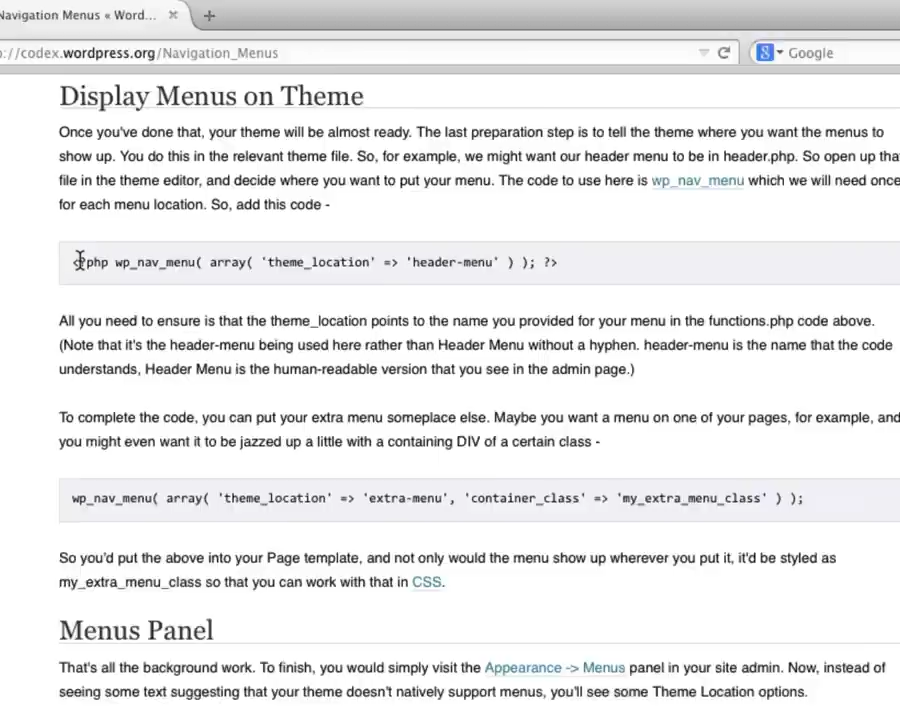 Navigation Menus « Word...
://codex.wordpress.org/Navigation_Menus
Google
Display Menus on Theme
Once you've done that, your theme will be almost ready. The last preparation step is to tell the theme where you want the menus to
show up. You do this in the relevant theme file. So, for example, we might want our header menu to be in header.php. So open up tha
file in the theme editor, and decide where you want to put your menu. The code to use here is wp_nav_menu which we will need once
for each menu location. So, add this code -
<?php wp_nav_menu( array( 'theme_location' => 'header-menu' ) ); ?>
All you need to ensure is that the theme_location points to the name you provided for your menu in the functions.php code above.
(Note that it's the header-menu being used here rather than Header Menu without a hyphen. header-menu is the name that the code
understands, Header Menu is the human-readable version that you see in the admin page.)
To complete the code, you can put your extra menu someplace else. Maybe you want a menu on one of your pages, for example, and
you might even want it to be jazzed up a little with a containing DIV of a certain class -
wp_nav_menu( array( 'theme_location' => 'extra-menu', 'container_class' => 'my_extra_menu_class' ) );
So you'd put the above into your Page template, and not only would the menu show up wherever you put it, it'd be styled as
my_extra_menu_class so that you can work with that in CSS.
Menus Panel
That's all the background work. To finish, you would simply visit the Appearance -> Menus panel in your site admin. Now, instead of
seeing some text suggesting that your theme doesn't natively support menus, you'll see some Theme Location options.